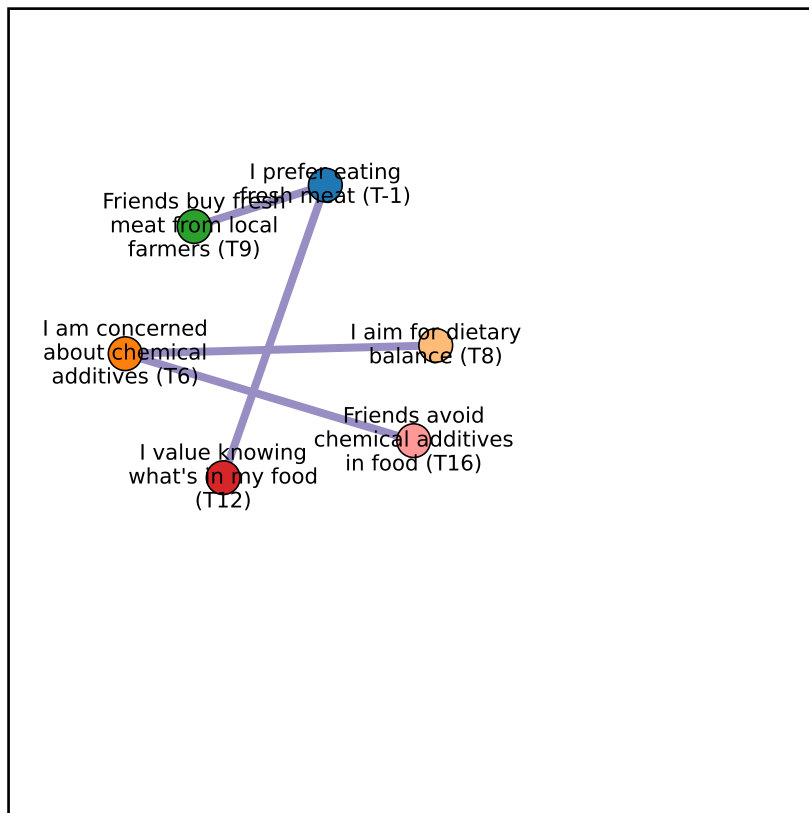 I prefer eating
fresh meat (T-1)
Friends buy fresh
meat from local
farmers (T9)
I am concerned
about chemical
additives (T6)
I aim for dietary
balance (T8)
Friends avoid
chemical additives
in food (T16)
I value knowing
what's in my food
(T12)